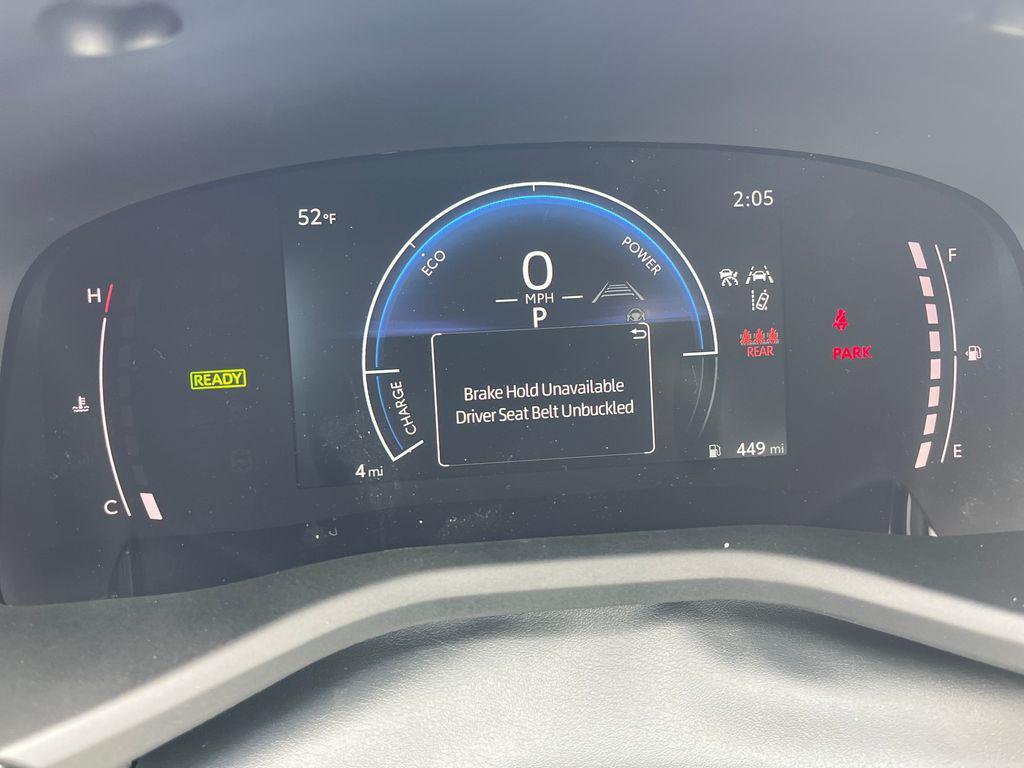 52°F
2:05
ECO
POWER
0
MPH
P
H
F
READY
REAR
PARK
Brake Hold Unavailable
Driver Seat Belt Unbuckled
CHARGE
4 mi
449 mi
C
E